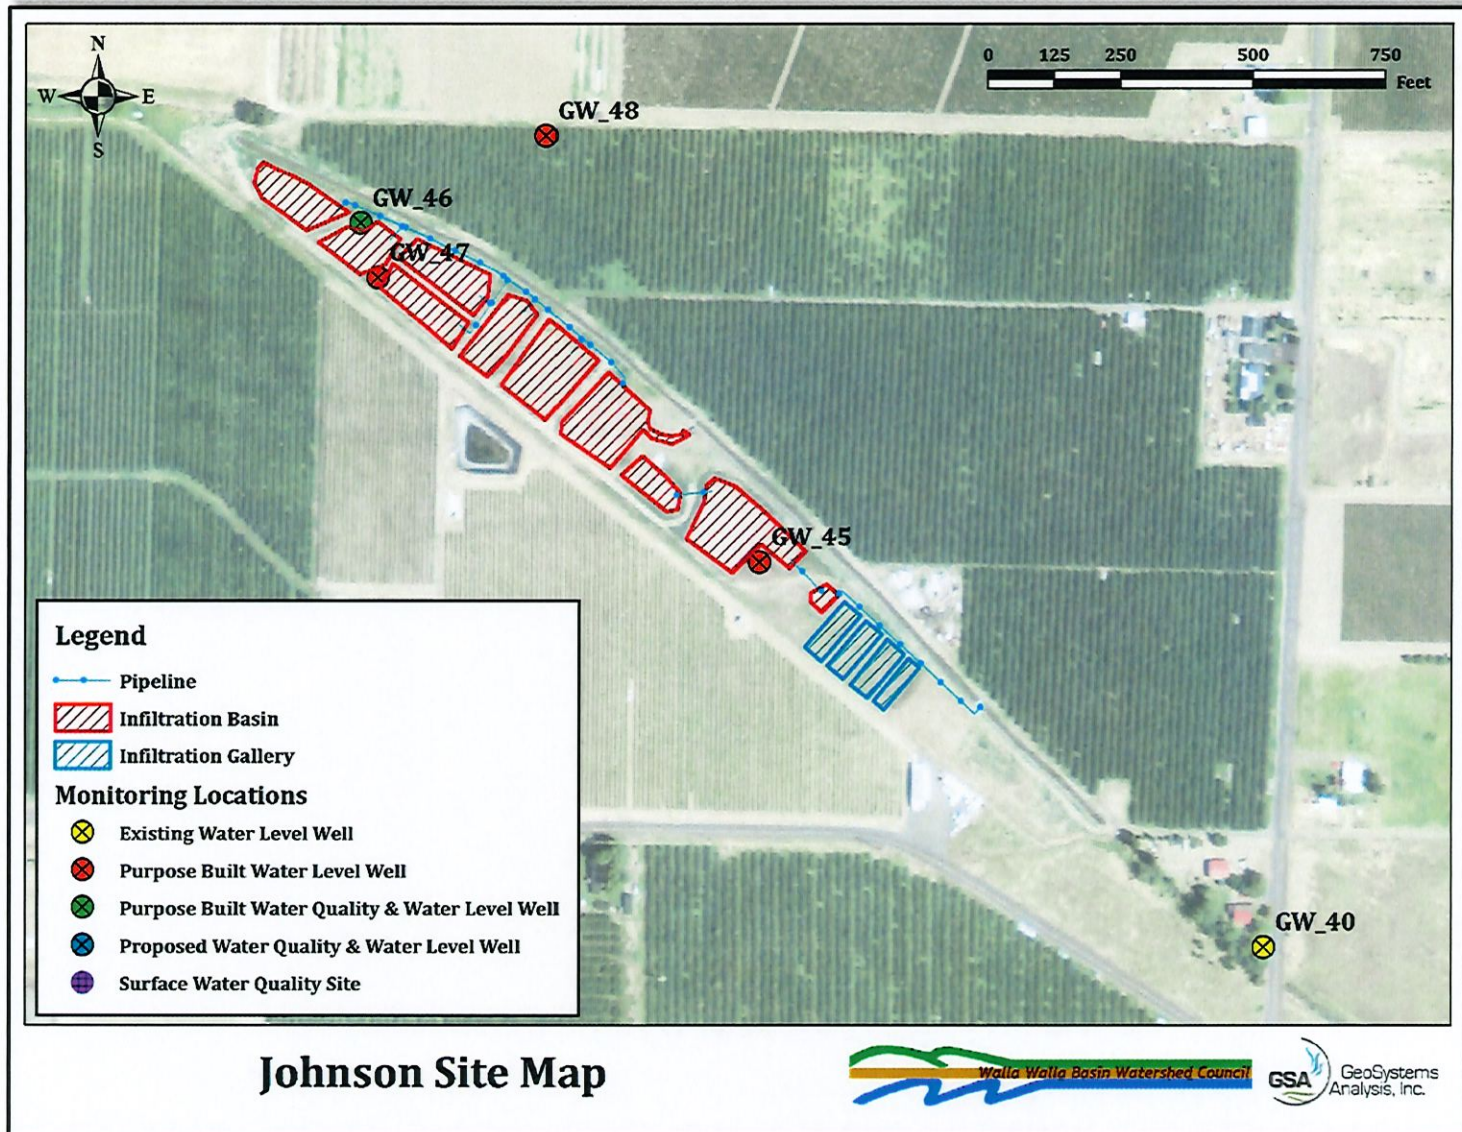 N
W E
S
0 125 250 500 750
Feet
GW_48
GW_46
GW_47
GW_45
GW_40
Legend
Pipeline
Infiltration Basin
Infiltration Gallery
Monitoring Locations
Existing Water Level Well
Purpose Built Water Level Well
Purpose Built Water Quality & Water Level Well
Proposed Water Quality & Water Level Well
Surface Water Quality Site
Johnson Site Map
Walla Walla Basin Watershed Council
GSA
GeoSystems
Analysis, Inc.